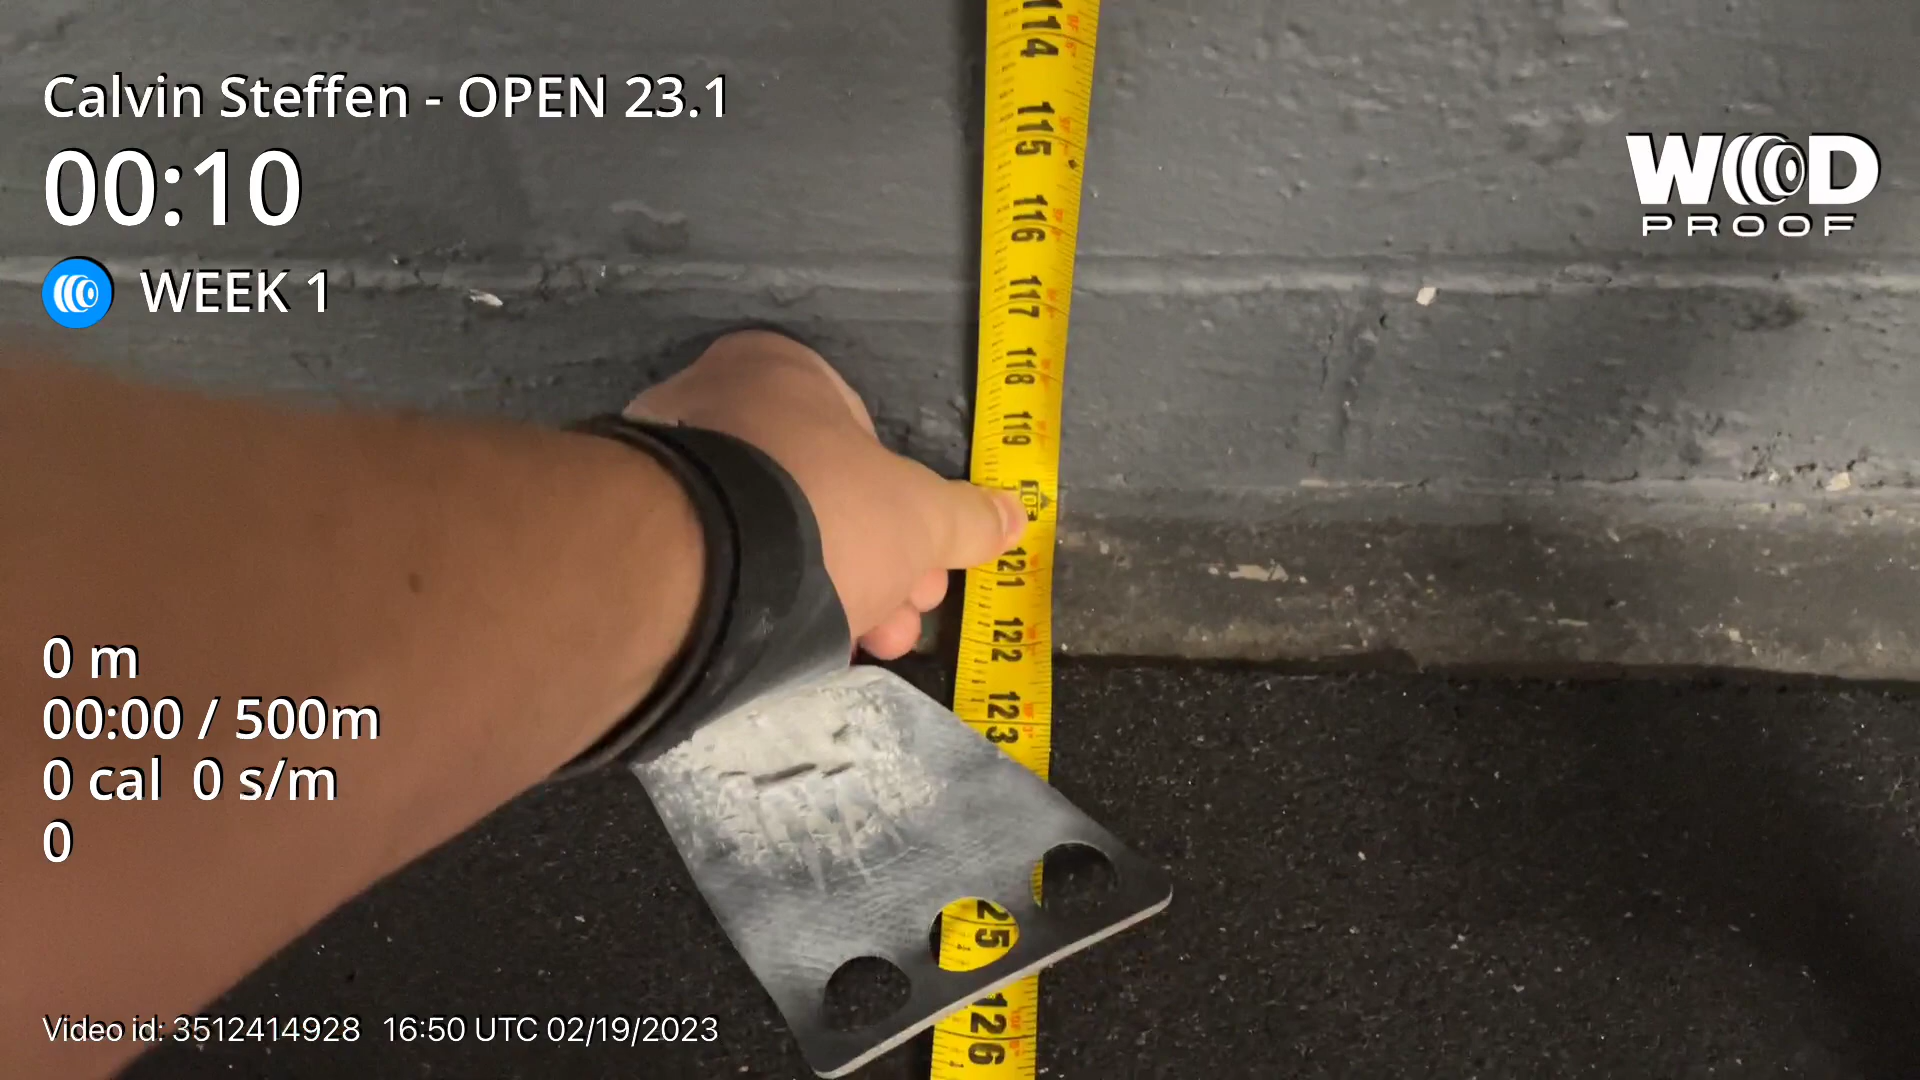 Calvin Steffen - OPEN 23.1
00:10
WEEK 1
WOD
PROOF
114
115
116
117
118
119
10F
121
122
123
25
126
0 m
00:00 / 500m
0 cal 0 s/m
0
Video id: 3512414928 16:50 UTC 02/19/2023